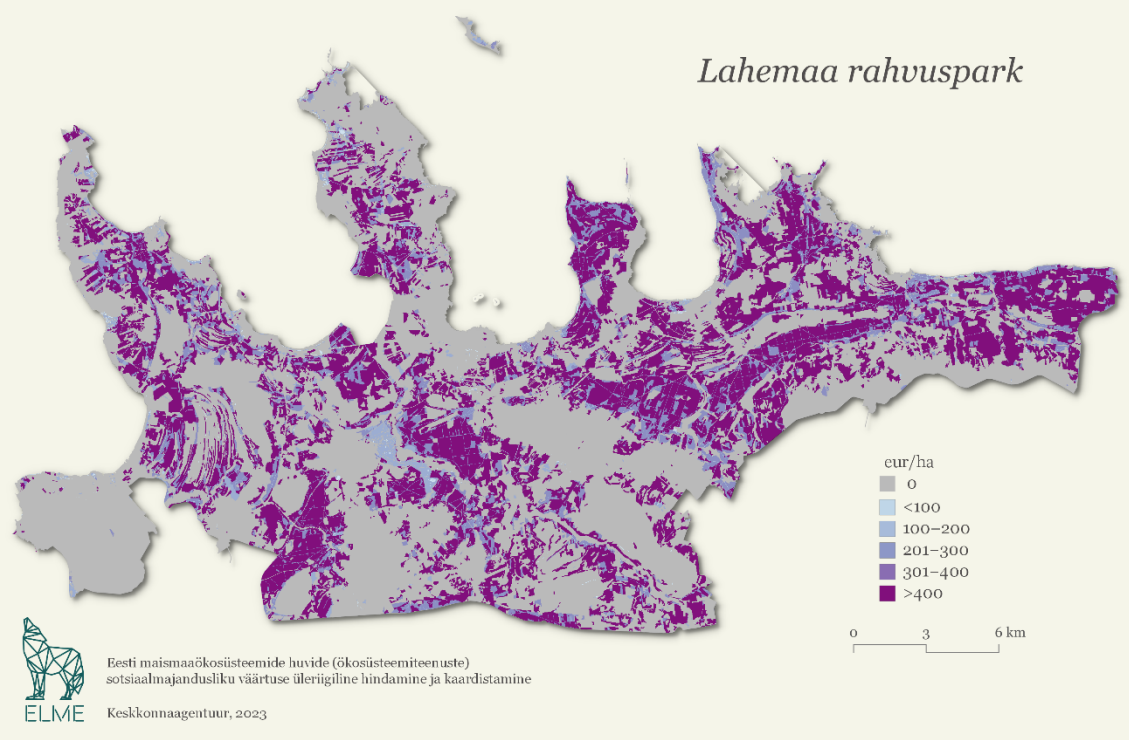 Lahemaa rahvuspark
eur/ha
0
<100
100–200
201–300
301–400
>400
0 3 6 km
Eesti maismaaökosüsteemide huvide (ökosüsteemiteenuste)
sotsiaalmajandusliku väärtuse üleriigiline hindamine ja kaardistamine
ELME
Keskkonnaagentuur, 2023